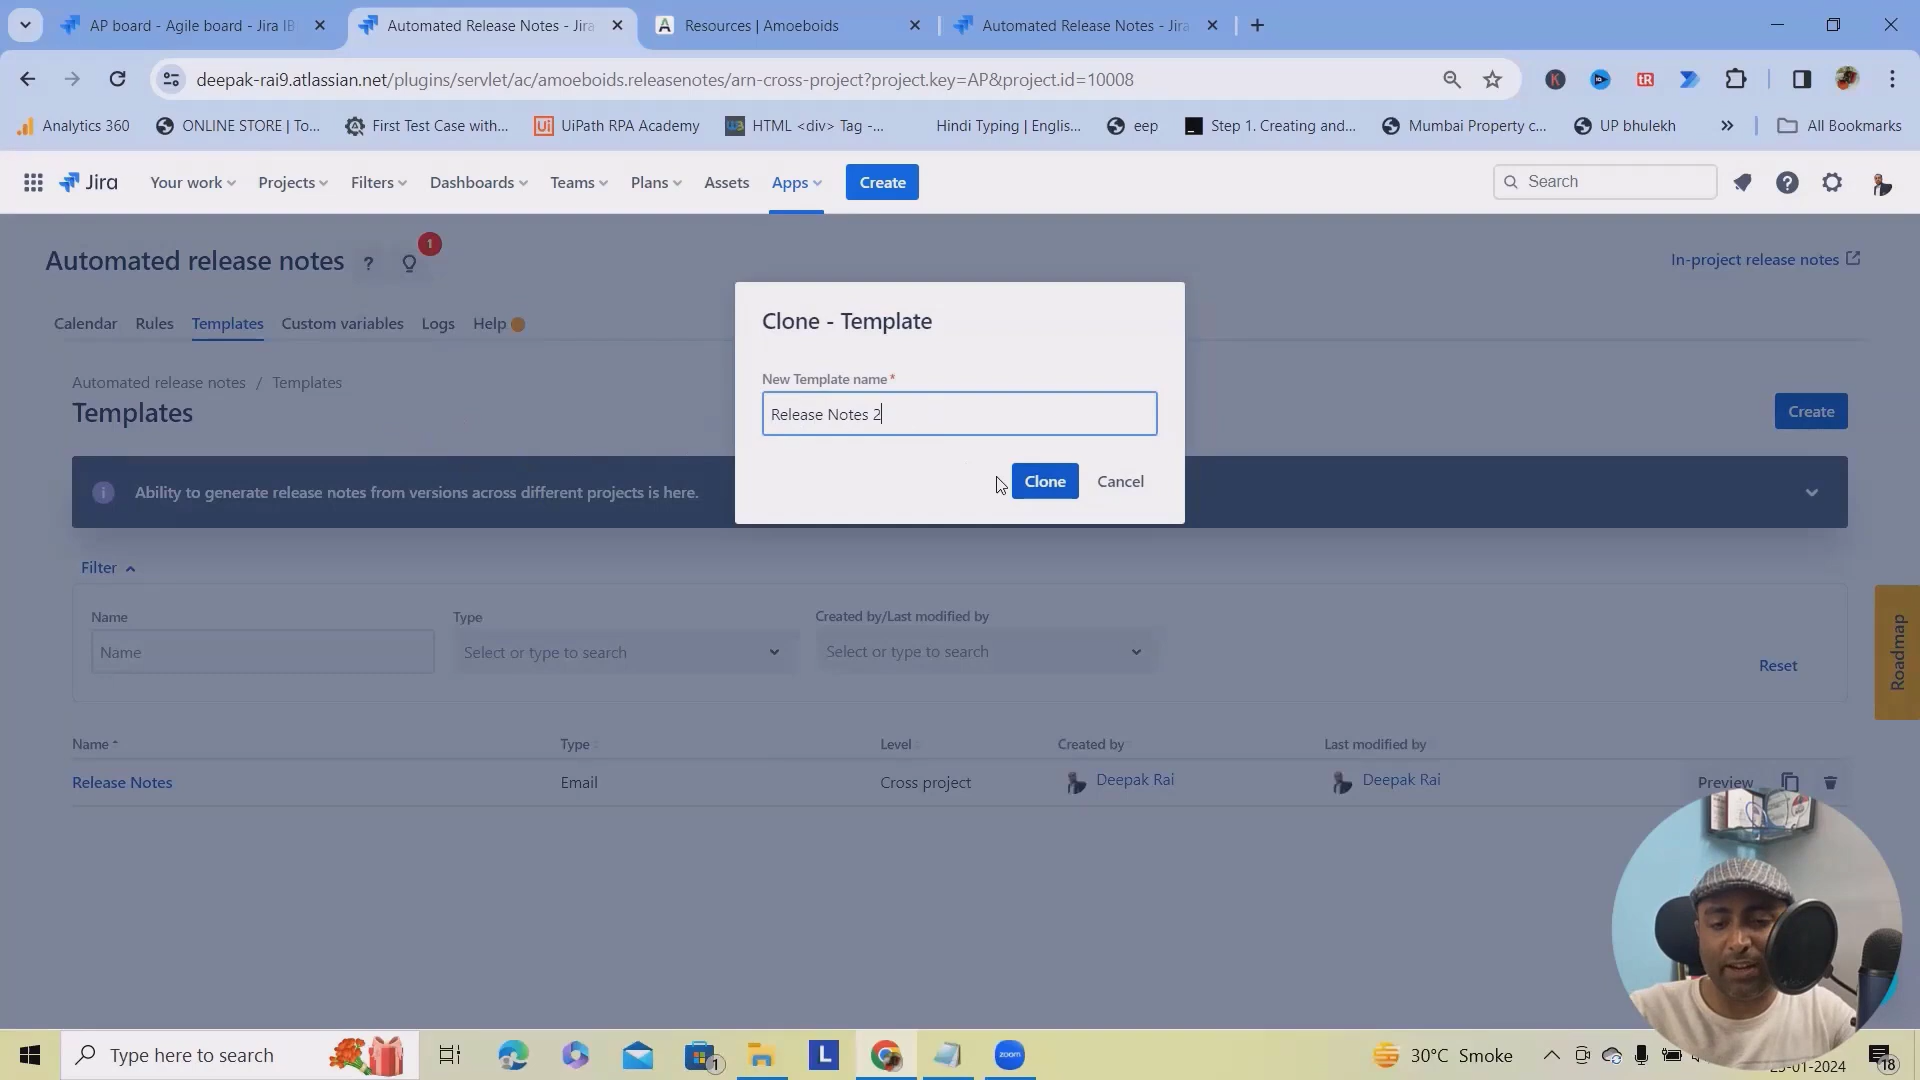 AP board - Agile board - Jira IB
Automated Release Notes - Jira
Resources | Amoeboids
Automated Release Notes - Jira
deepak-rai9.atlassian.net/plugins/servlet/ac/amoeboids.releasenotes/arn-cross-project?project.key=AP&project.id=10008
Analytics 360
ONLINE STORE | To...
First Test Case with...
UiPath RPA Academy
HTML <div> Tag -...
Hindi Typing | Englis...
eep
Step 1. Creating and...
Mumbai Property c...
UP bhulekh
All Bookmarks
Jira
Your work
Projects
Filters
Dashboards
Teams
Plans
Assets
Apps
Create
Search
Automated release notes
?
1
In-project release notes
Calendar
Rules
Templates
Custom variables
Logs
Help
Automated release notes / Templates
Templates
Create
Clone - Template
New Template name*
Release Notes 2
Clone
Cancel
Ability to generate release notes from versions across different projects is here.
Filter
Name
Type
Created by/Last modified by
Name
Select or type to search
Select or type to search
Reset
Roadmap
Name
Type
Level
Created by
Last modified by
Release Notes
Email
Cross project
Deepak Rai
Deepak Rai
Preview
Type here to search
1
L
zoom
30°C Smoke
18